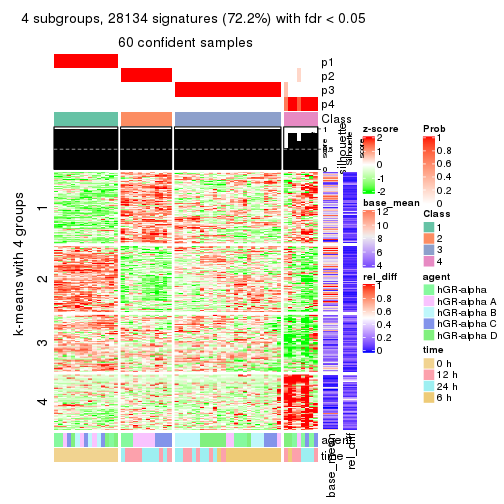 4 subgroups, 28134 signatures (72.2%) with fdr < 0.05
60 confident samples
p1
p2
p3
p4
Class
1
0.5
0
silhouette
Silhouette
score
k-means with 4 groups
1
2
3
4
agent
time
base_mean
rel_diff
z-score
2
1
0
-1
-2
base_mean
12
10
8
6
4
rel_diff
1
0.8
0.6
0.4
0.2
0
Prob
1
0.8
0.6
0.4
0.2
0
Class
1
2
3
4
agent
hGR-alpha
hGR-alpha A
hGR-alpha B
hGR-alpha C
hGR-alpha D
time
0 h
12 h
24 h
6 h